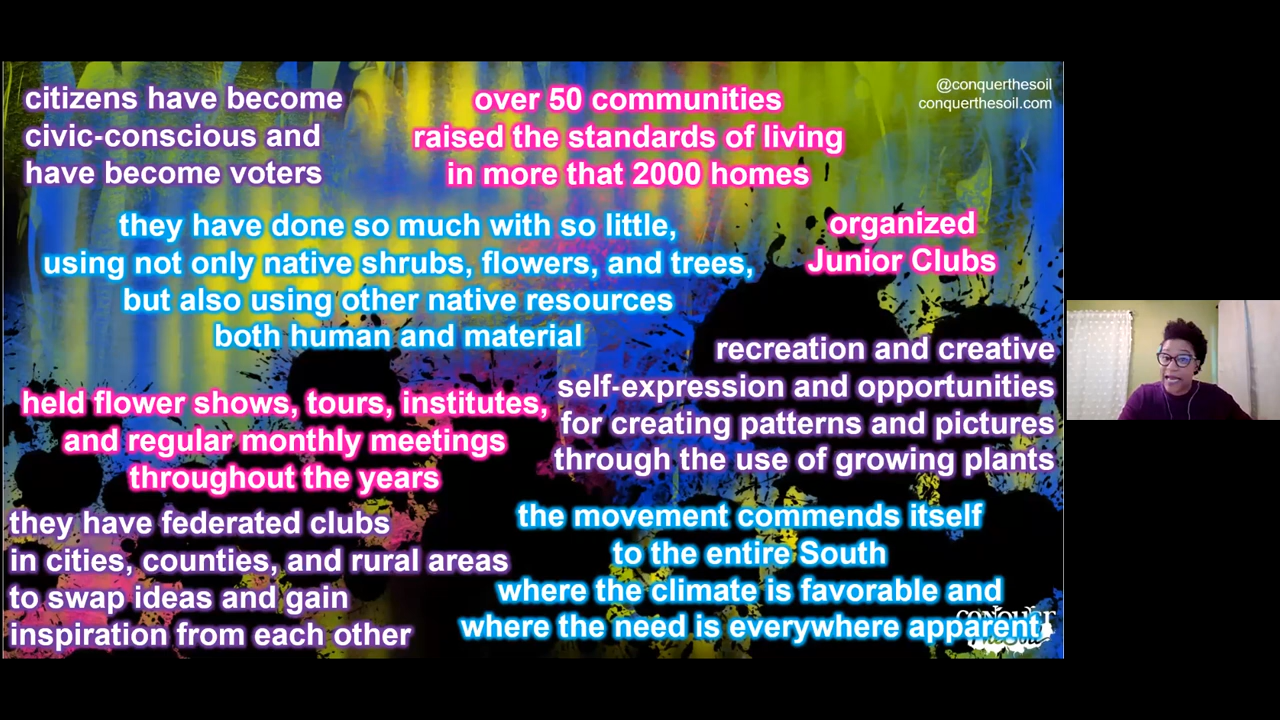 @conquerthesoil
conquerthesoil.com
citizens have become
civic-conscious and
have become voters
over 50 communities
raised the standards of living
in more that 2000 homes
they have done so much with so little,
using not only native shrubs, flowers, and trees,
but also using other native resources
both human and material
organized
Junior Clubs
recreation and creative
self-expression and opportunities
for creating patterns and pictures
through the use of growing plants
held flower shows, tours, institutes,
and regular monthly meetings
throughout the years
they have federated clubs
in cities, counties, and rural areas
to swap ideas and gain
inspiration from each other
the movement commends itself
to the entire South
where the climate is favorable and
where the need is everywhere apparent
CONQUER